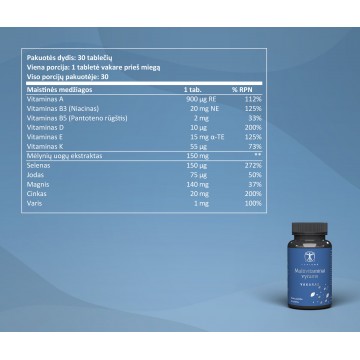 Pakuotės dydis: 30 tablečių
Viena porcija: 1 tabletė vakare prieš miegą
Viso porcijų pakuotėje: 30
Maistinės medžiagos 1 tab. % RPN
Vitaminas A 900 µg RE 112%
Vitaminas B3 (Niacinas) 20 mg NE 125%
Vitaminas B5 (Pantoteno rūgštis) 2 mg 33%
Vitaminas D 10 µg 200%
Vitaminas E 15 mg α-TE 125%
Vitaminas K 55 µg 73%
Mėlynių uogų ekstraktas 150 mg **
Selenas 150 µg 272%
Jodas 75 µg 50%
Magnis 140 mg 37%
Cinkas 20 mg 200%
Varis 1 mg 100%
vyrams